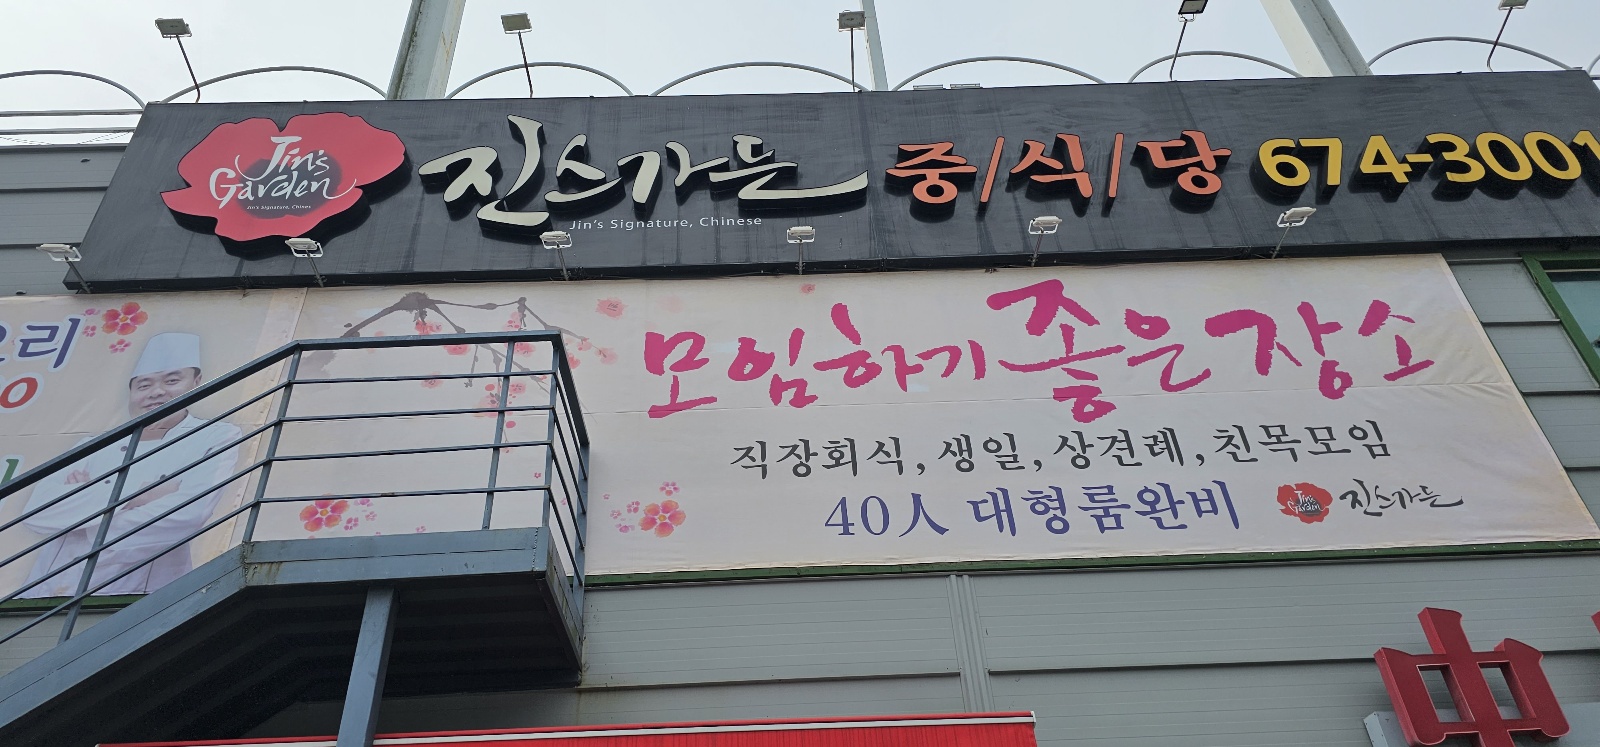 Jin's Garden
Jin's Signature, Chines
진스가든 중/식/당 674-3001
Jin's Signature, Chinese
모임하기 좋은 장소
직장회식, 생일, 상견례, 친목모임
40人 대형룸완비
Jin's Garden 진스가든
리
中